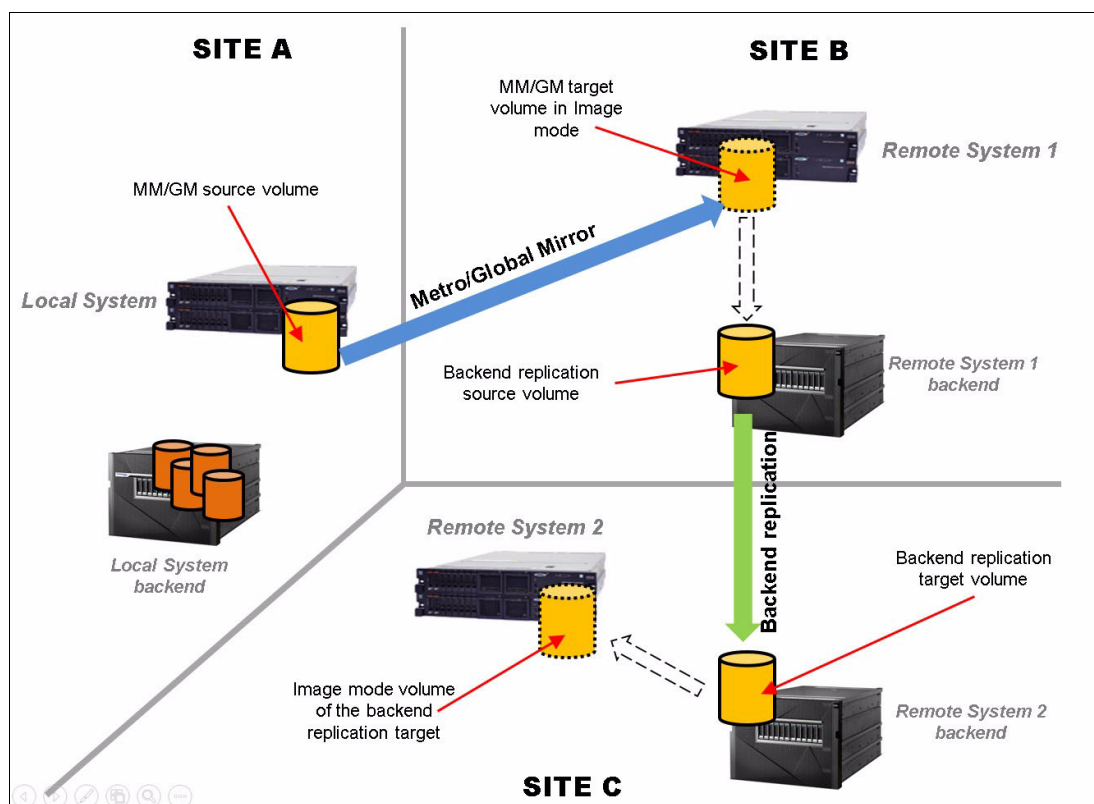 SITE A
SITE B
MM/GM target
volume in Image
mode
Remote System 1
MM/GM source volume
Metro/Global Mirror
Local System
Backend replication
source volume
Remote System 1
backend
Backend replication
Local System
backend
Remote System 2
Backend replication
target volume
Image mode volume
of the backend
replication target
Remote System 2
backend
SITE C